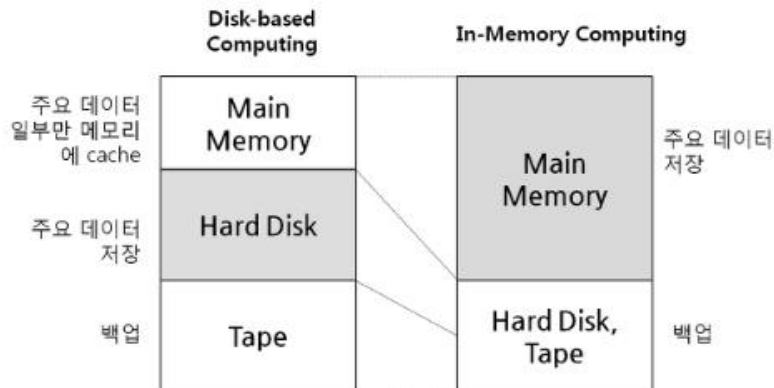 Disk-based
Computing
In-Memory Computing
주요 데이터
일부만 메모리
에 cache
Main
Memory
주요 데이터
저장
Hard Disk
백업
Tape
Main
Memory
주요 데이터
저장
Hard Disk,
Tape
백업